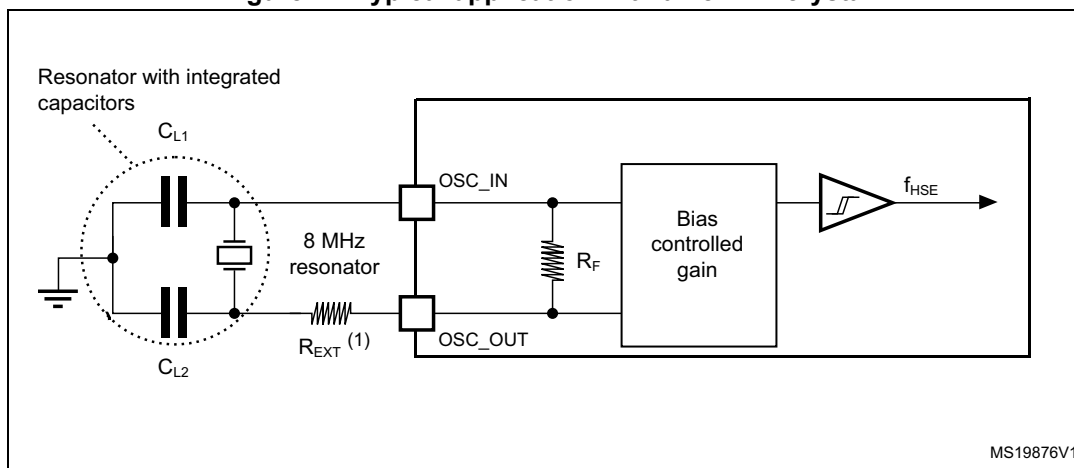 Resonator with integrated
capacitors
CL1
OSC_IN
fHSE
8 MHz
resonator
RF
Bias
controlled
gain
REXT (1)
OSC_OUT
CL2
MS19876V1